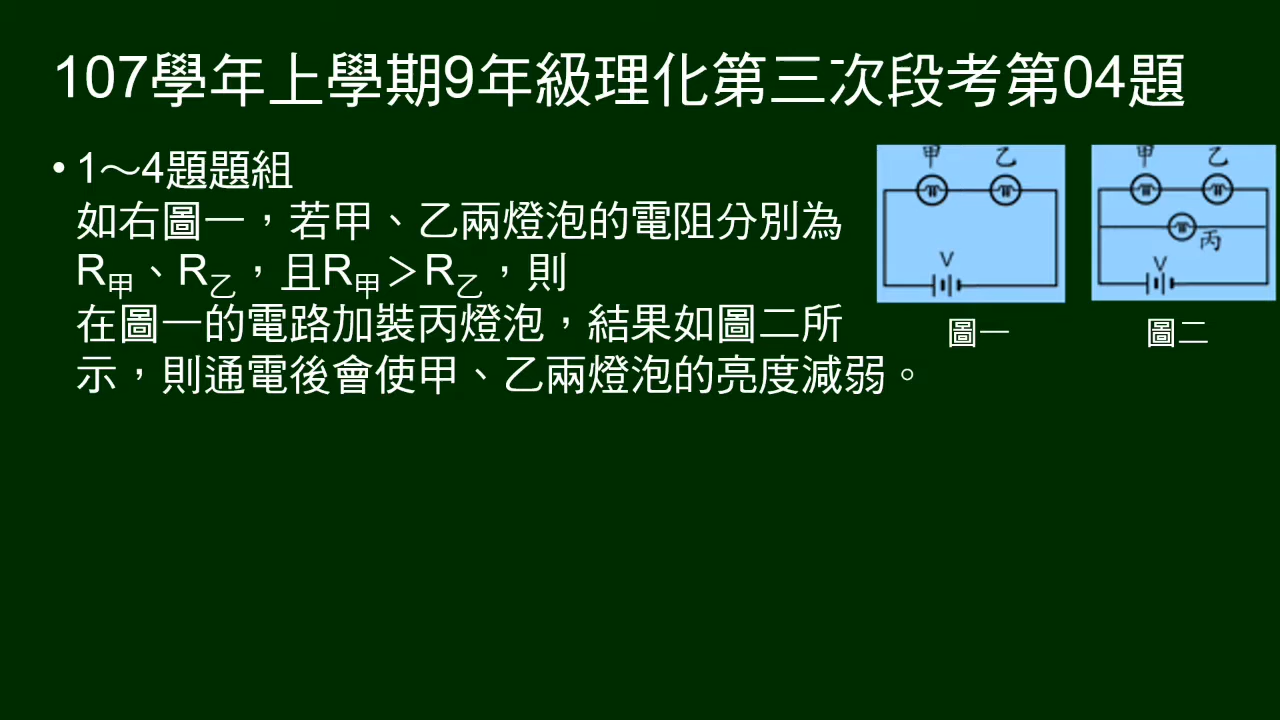 107學年上學期9年級理化第三次段考第04題
• 1～4題題組
如右圖一，若甲、乙兩燈泡的電阻分別為
R甲、R乙，且R甲＞R乙，則
在圖一的電路加裝丙燈泡，結果如圖二所
示，則通電後會使甲、乙兩燈泡的亮度減弱。
甲 乙
V
圖一
甲 乙
丙
V
圖二